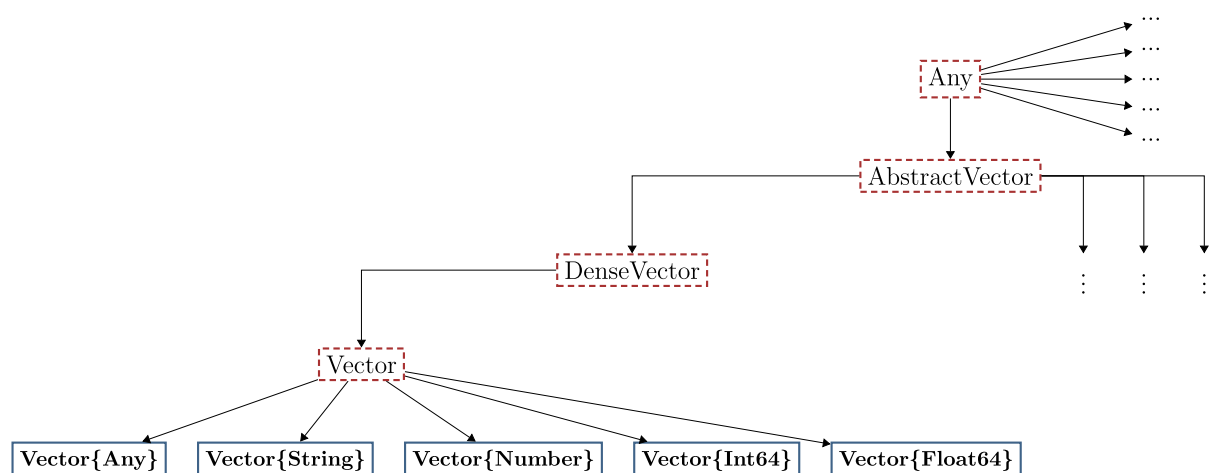 ...
...
Any
...
...
...
AbstractVector
DenseVector
⋮ ⋮ ⋮
Vector
Vector{Any} Vector{String} Vector{Number} Vector{Int64} Vector{Float64}